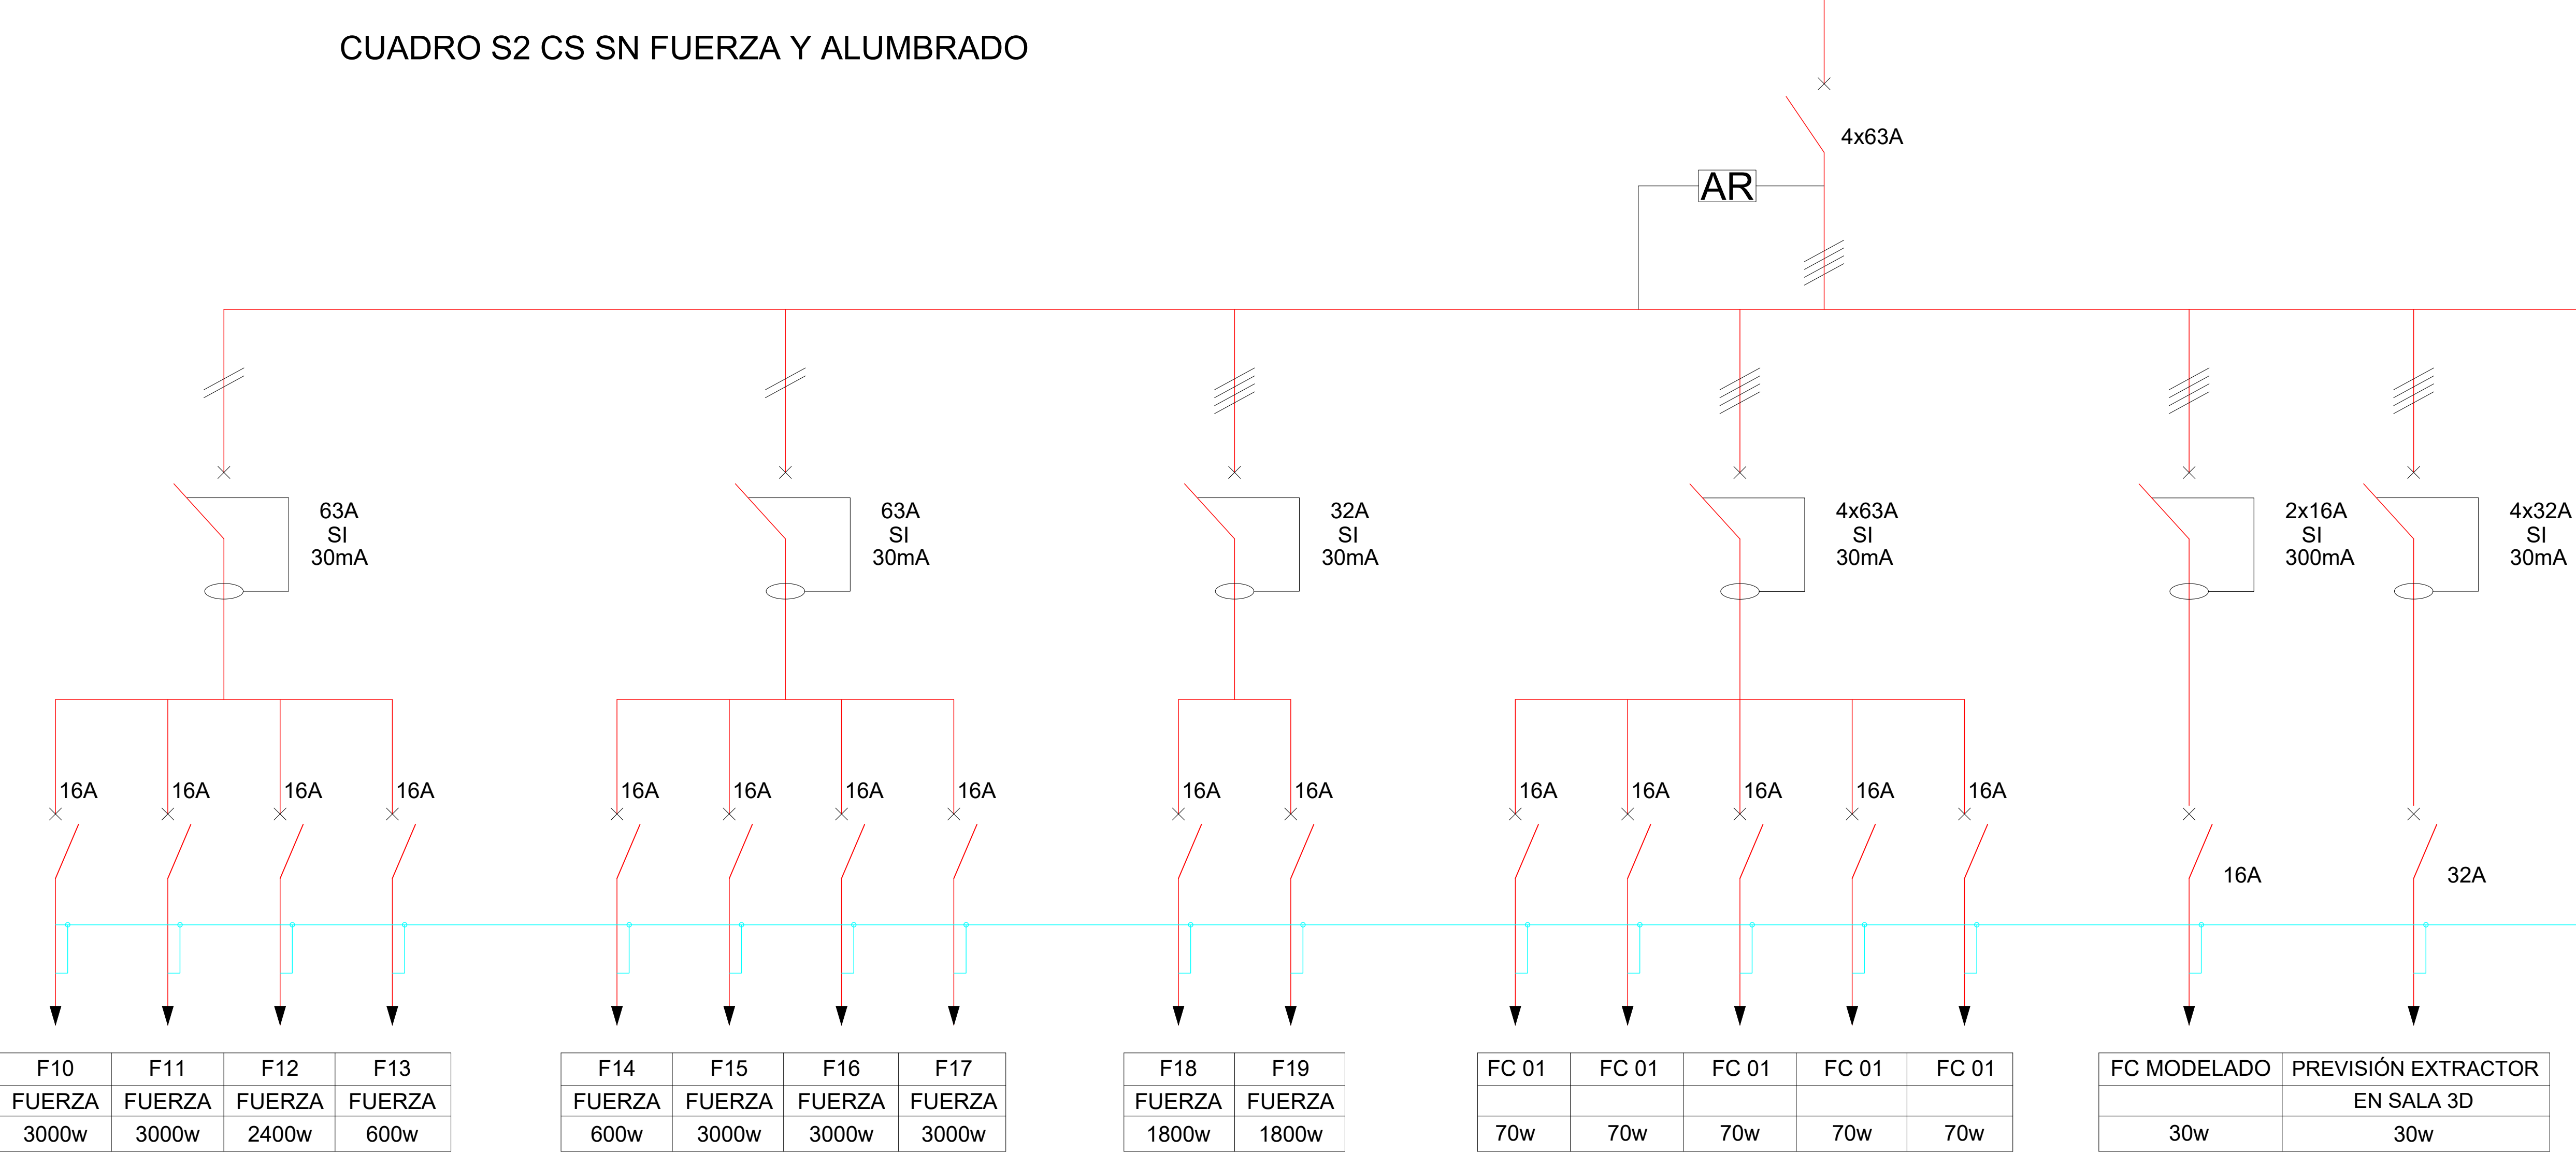 CUADRO S2 CS SN FUERZA Y ALUMBRADO
4x63A
AR
63A
SI
30mA
63A
SI
30mA
32A
SI
30mA
4x63A
SI
30mA
2x16A
SI
300mA
4x32A
SI
30mA
16A 16A 16A 16A 16A 16A 16A 16A 16A 16A 16A 16A 16A 16A 16A
16A 32A
F10 F11 F12 F13
FUERZA FUERZA FUERZA FUERZA
3000w 3000w 2400w 600w
F14 F15 F16 F17
FUERZA FUERZA FUERZA FUERZA
600w 3000w 3000w 3000w
F18 F19
FUERZA FUERZA
1800w 1800w
FC 01 FC 01 FC 01 FC 01 FC 01
70w 70w 70w 70w 70w
FC MODELADO PREVISIÓN EXTRACTOR
EN SALA 3D
30w 30w